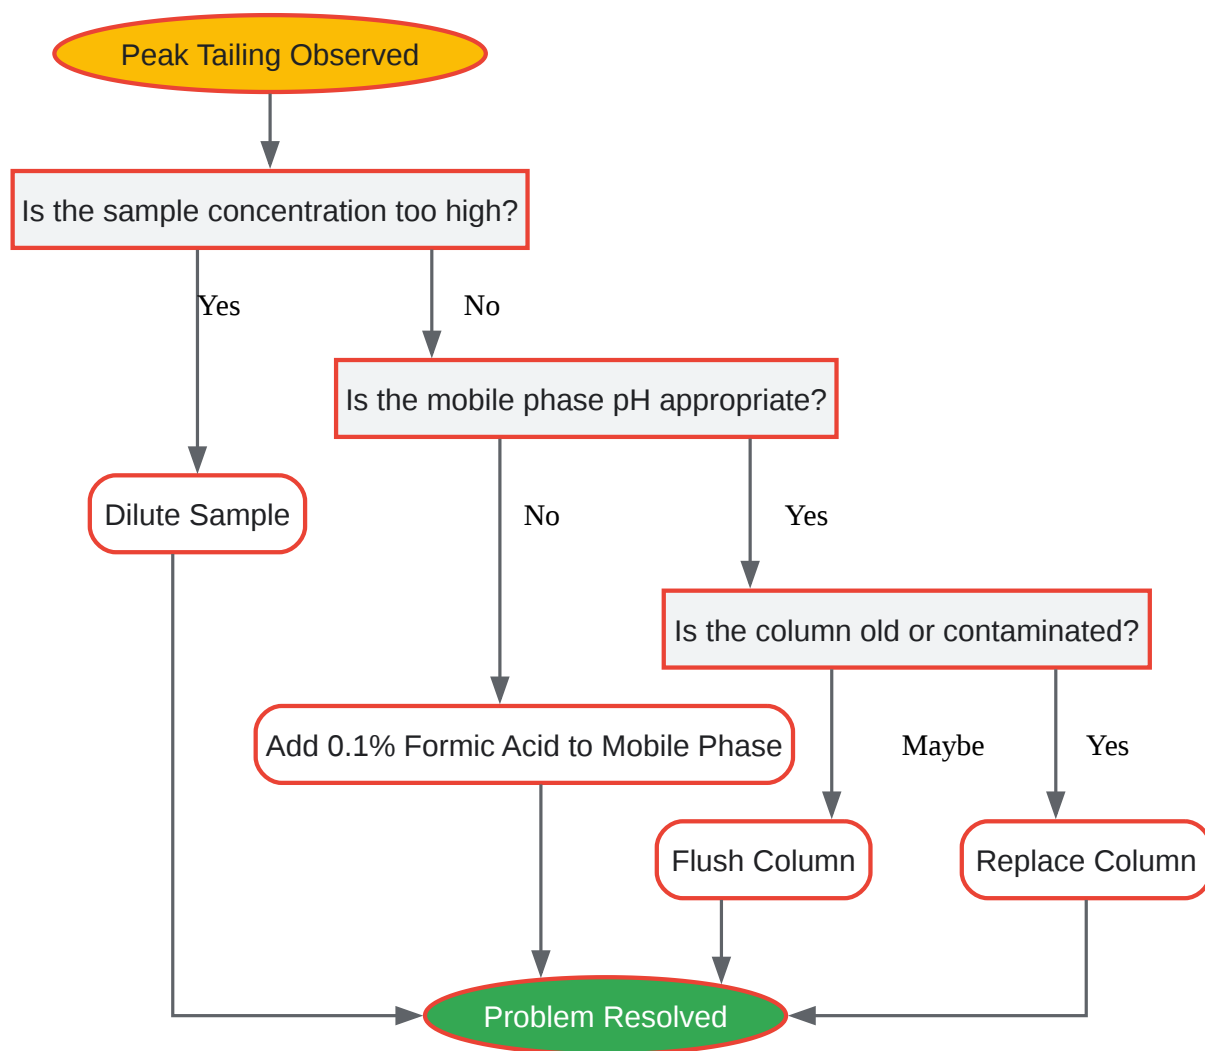 Peak Tailing Observed
Is the sample concentration too high?
Yes
No
Is the mobile phase pH appropriate?
Dilute Sample
No
Yes
Is the column old or contaminated?
Add 0.1% Formic Acid to Mobile Phase
Maybe
Yes
Flush Column
Replace Column
Problem Resolved